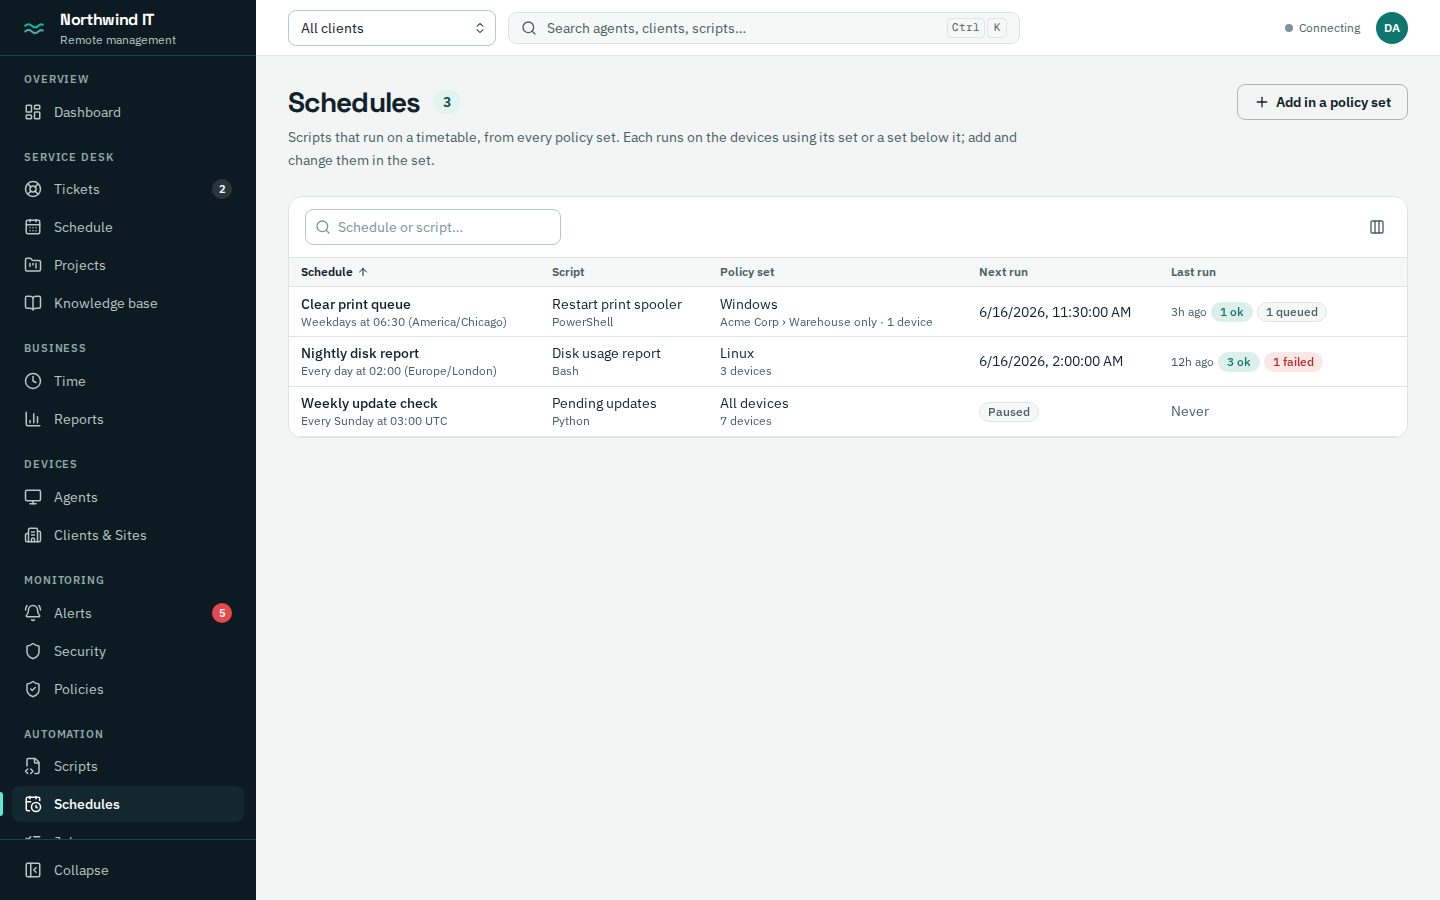 Northwind IT
Remote management
OVERVIEW
Dashboard
SERVICE DESK
Tickets 2
Schedule
Projects
Knowledge base
BUSINESS
Time
Reports
DEVICES
Agents
Clients & Sites
MONITORING
Alerts 5
Security
Policies
AUTOMATION
Scripts
Schedules
Collapse
All clients
Search agents, clients, scripts... Ctrl K
Connecting DA
Schedules 3
Add in a policy set
Scripts that run on a timetable, from every policy set. Each runs on the devices using its set or a set below it; add and
change them in the set.
Schedule or script...
Schedule Script Policy set Next run Last run
Clear print queue Restart print spooler Windows 6/16/2026, 11:30:00 AM 3h ago 1 ok 1 queued
Weekdays at 06:30 (America/Chicago) PowerShell Acme Corp › Warehouse only · 1 device
Nightly disk report Disk usage report Linux 6/16/2026, 2:00:00 AM 12h ago 3 ok 1 failed
Every day at 02:00 (Europe/London) Bash 3 devices
Weekly update check Pending updates All devices Paused Never
Every Sunday at 03:00 UTC Python 7 devices